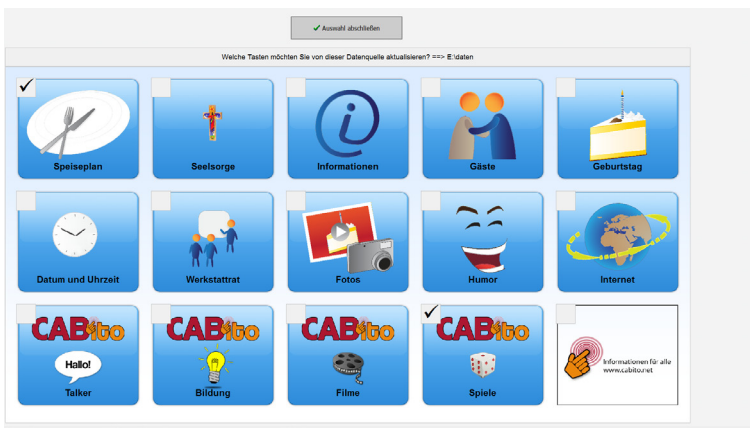 Auswahl abschließen
Welche Tasten möchten Sie von dieser Datenquelle aktualisieren? ==> E:\daten
Speiseplan
Seelsorge
Informationen
Gäste
Geburtstag
Datum und Uhrzeit
Werkstattrat
Fotos
Humor
Internet
CABito
Hallo!
Talker
CABito
Bildung
CABito
Filme
CABito
Spiele
Informationen für alle
www.cabito.net